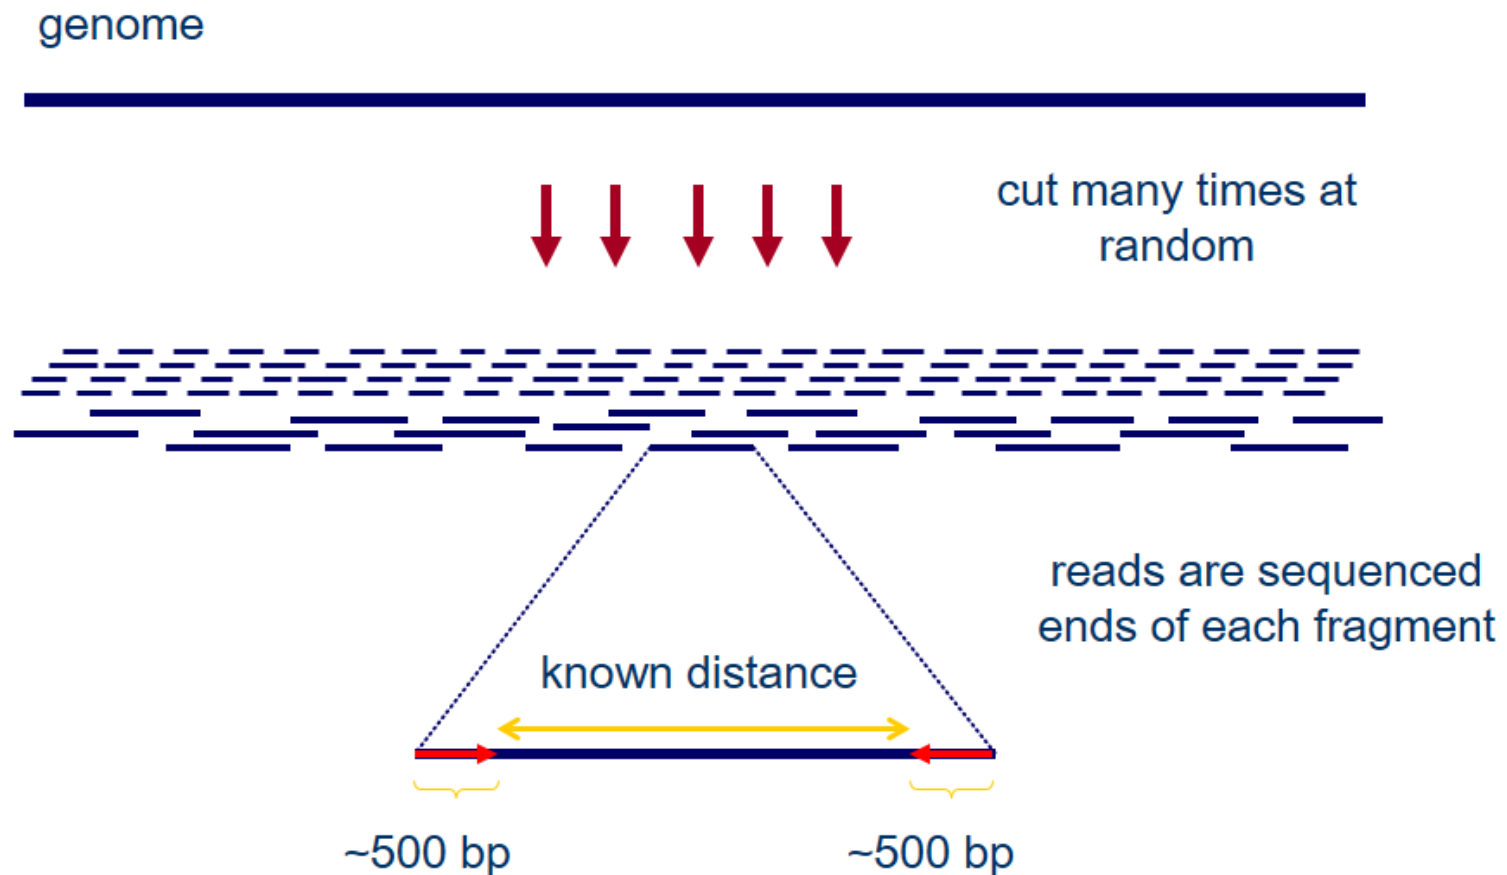 genome
cut many times at
random
reads are sequenced
ends of each fragment
known distance
~500 bp
~500 bp